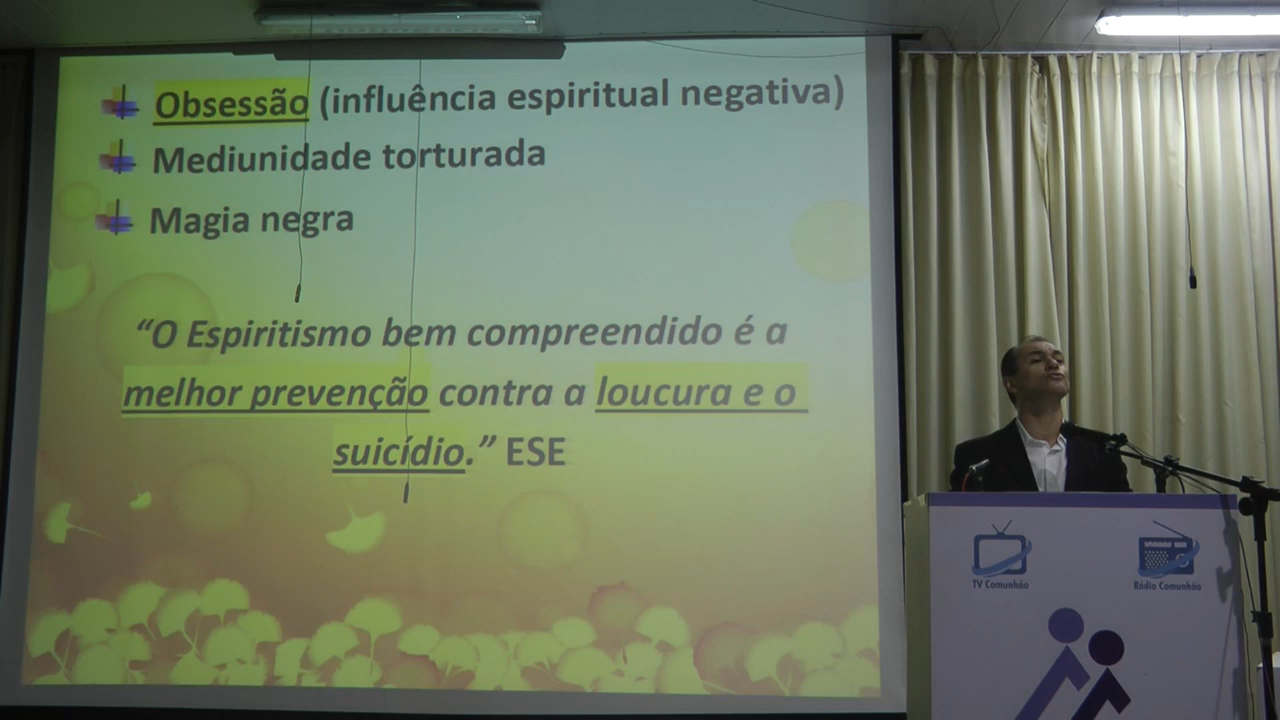 Obsessão (influência espiritual negativa)
Mediunidade torturada
Magia negra
“O Espiritismo bem compreendido é a
melhor prevenção contra a loucura e o
suicídio.” ESE
TV Comunhão
Rádio Comunhão